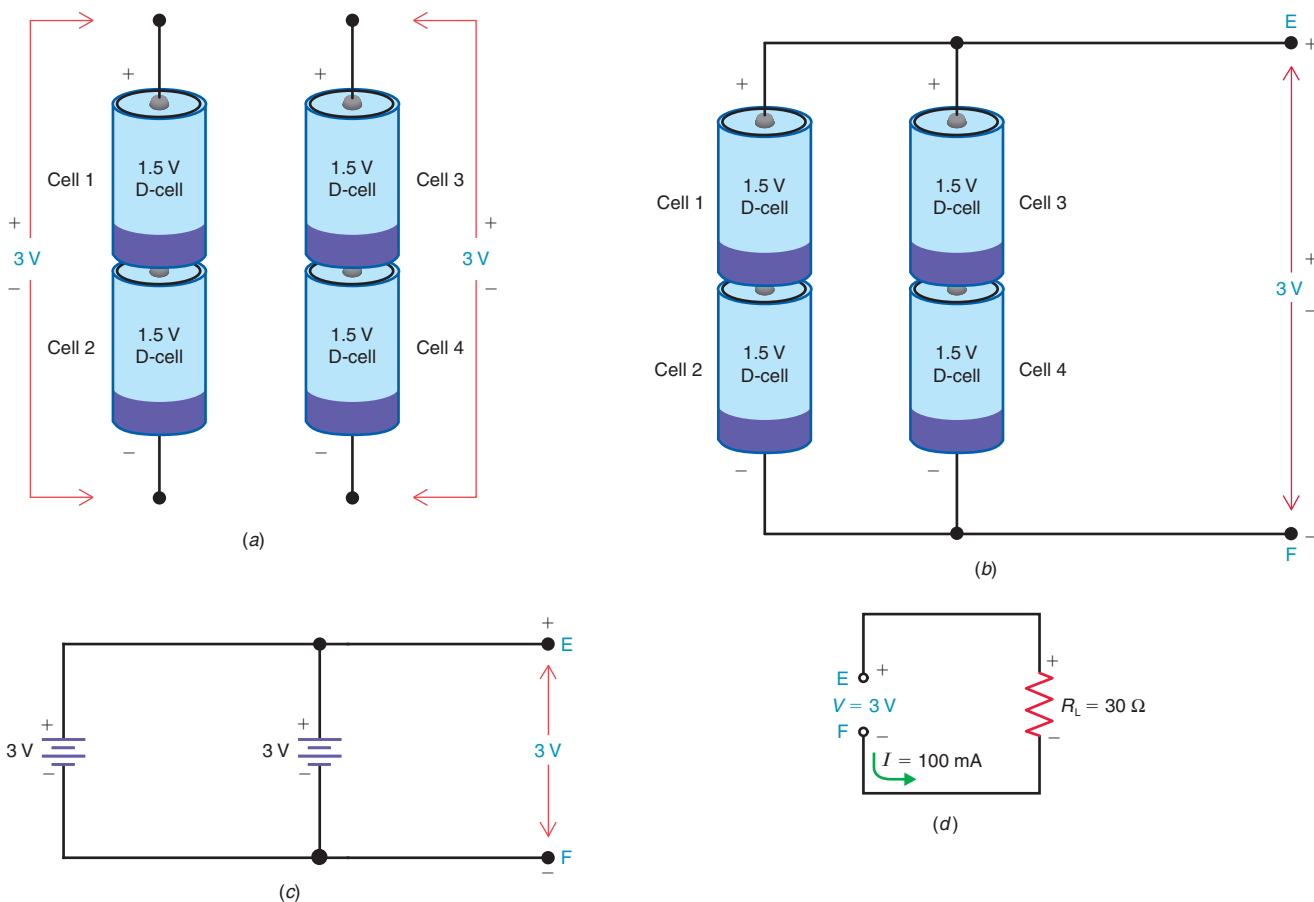 +
+
1.5 V
D-cell
1.5 V
D-cell
Cell 1
Cell 3
+
3 V
−
+
3 V
−
1.5 V
D-cell
1.5 V
D-cell
Cell 2
Cell 4
−
−
(a)
E
+
+
+
1.5 V
D-cell
1.5 V
D-cell
Cell 1
Cell 3
+
3 V
−
1.5 V
D-cell
1.5 V
D-cell
Cell 2
Cell 4
−
−
−
F
(b)
+
E
+
3 V
−
+
3 V
−
3 V
F
−
(c)
E
+
V = 3 V
F
−
+
R_L = 30 Ω
−
I = 100 mA
(d)